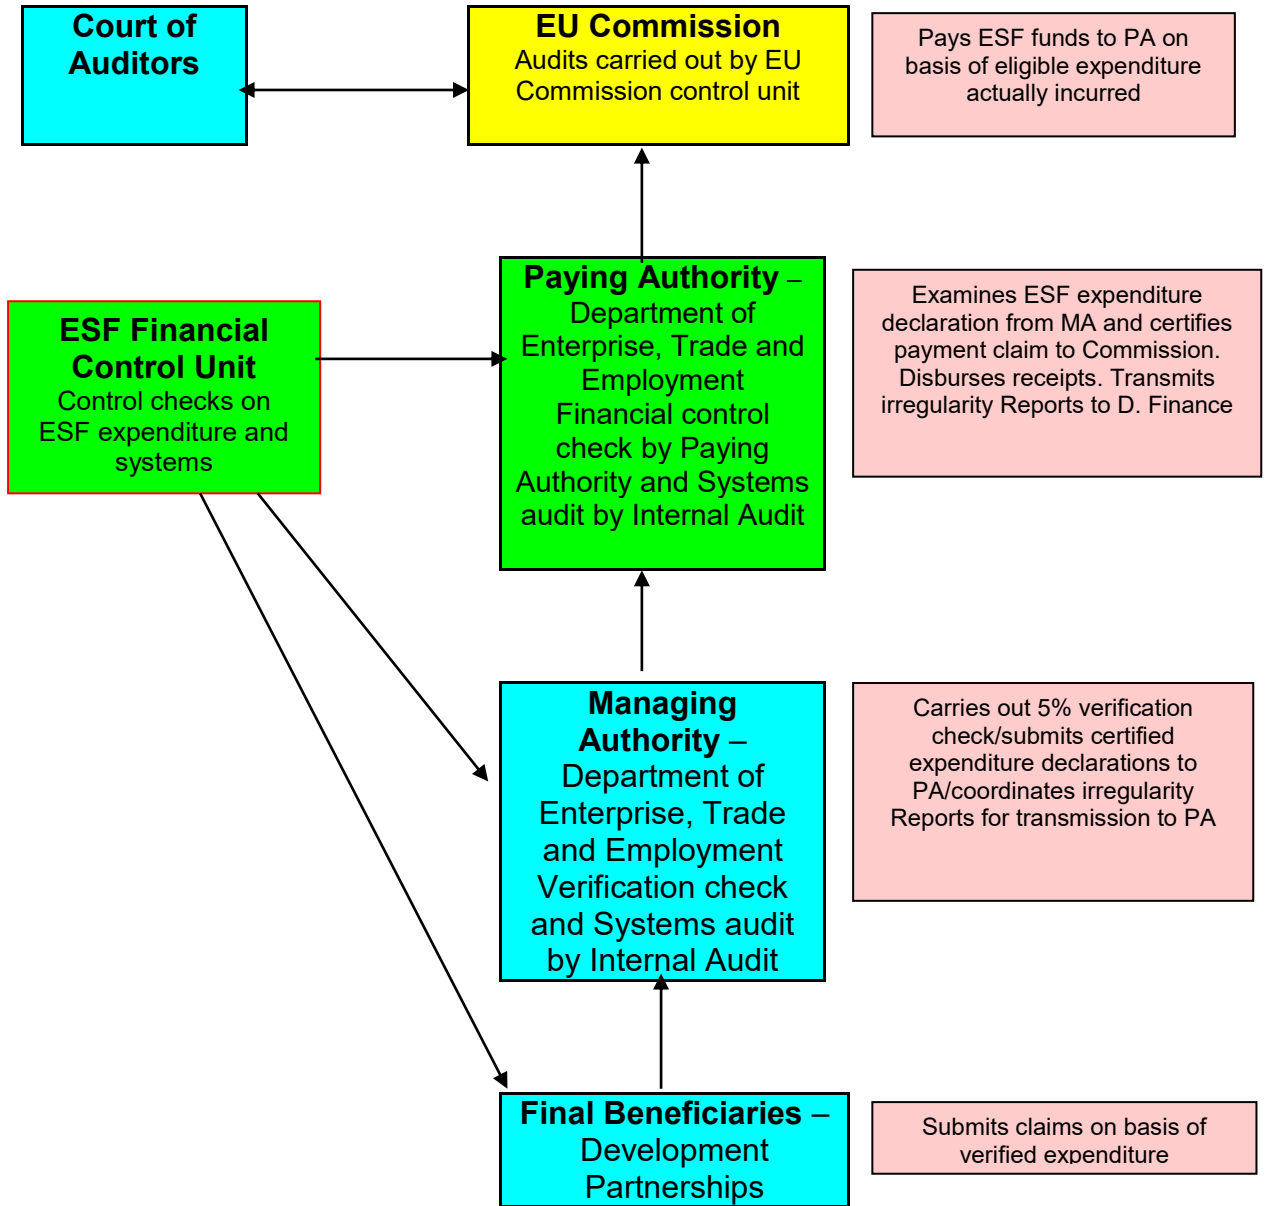 Court of
Auditors
EU Commission
Audits carried out by EU
Commission control unit
Pays ESF funds to PA on
basis of eligible expenditure
actually incurred
ESF Financial
Control Unit
Control checks on
ESF expenditure and
systems
Paying Authority –
Department of
Enterprise, Trade and
Employment
Financial control
check by Paying
Authority and Systems
audit by Internal Audit
Examines ESF expenditure
declaration from MA and certifies
payment claim to Commission.
Disburses receipts. Transmits
irregularity Reports to D. Finance
Managing
Authority –
Department of
Enterprise, Trade
and Employment
Verification check
and Systems audit
by Internal Audit
Carries out 5% verification
check/submits certified
expenditure declarations to
PA/coordinates irregularity
Reports for transmission to PA
Final Beneficiaries –
Development
Partnerships
Submits claims on basis of
verified expenditure